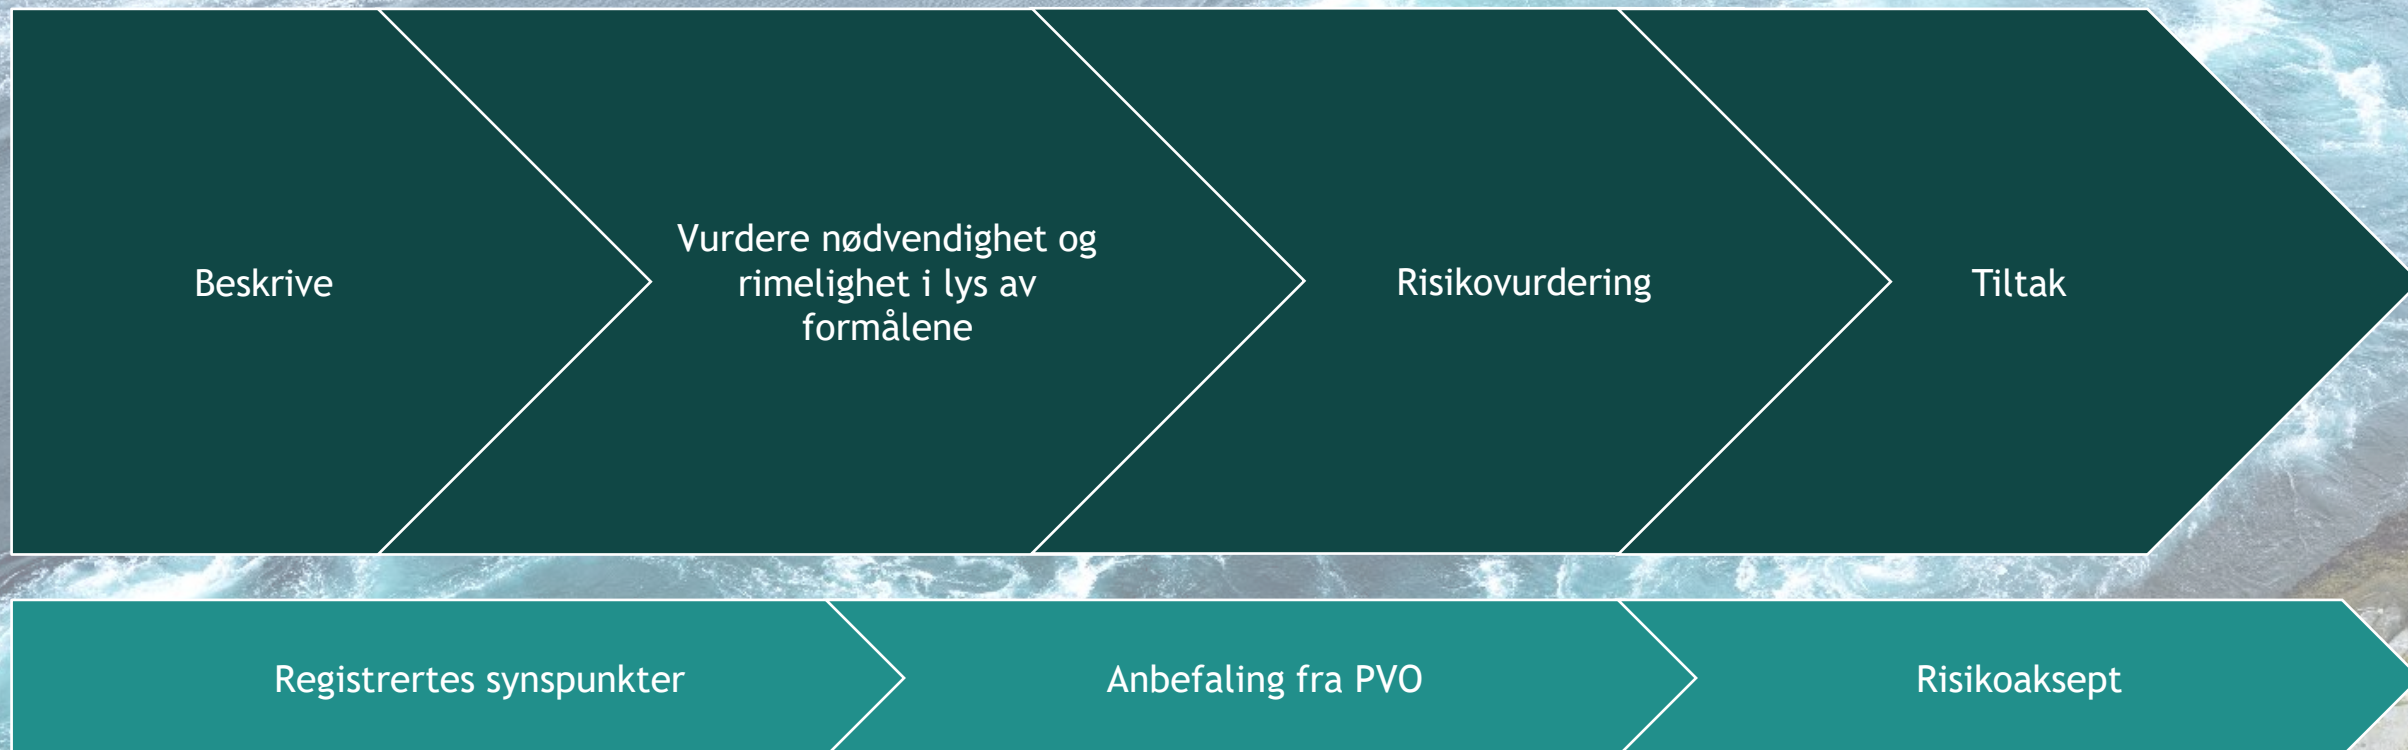 Beskrive
Vurdere nødvendighet og
rimelighet i lys av
formålene
Risikovurdering
Tiltak
Registrertes synspunkter
Anbefaling fra PVO
Risikoaksept